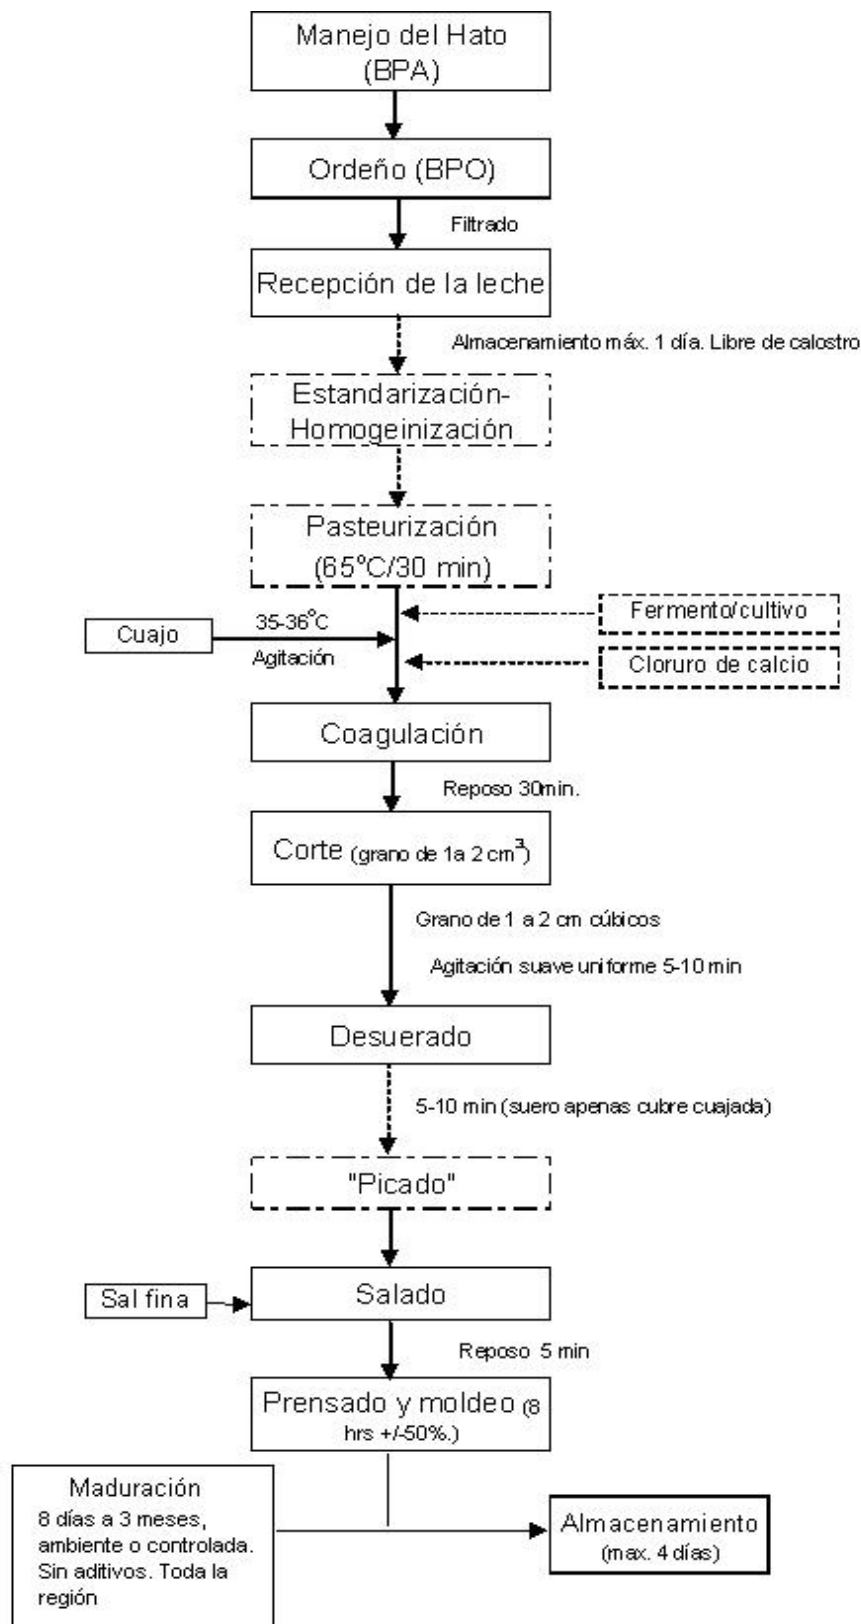 Manejo del Hato
(BPA)
Ordeño (BPO)
Filtrado
Recepción de la leche
Almacenamiento máx. 1 día. Libre de calostro
Estandarización-
Homogeinización
Pasteurización
(65°C/30 min)
Fermento/cultivo
Cuajo
35-36°C
Agitación
Cloruro de calcio
Coagulación
Reposo 30min.
Corte (grano de 1a 2 cm³)
Grano de 1 a 2 cm cúbicos
Agitación suave uniforme 5-10 min
Desuerado
5-10 min (suero apenas cubre cuajada)
"Picado"
Sal fina
Salado
Reposo 5 min
Prensado y moldeo (8
hrs +/-50%.)
Maduración
8 días a 3 meses,
ambiente o controlada.
Sin aditivos. Toda la
región
Almacenamiento
(max. 4 días)